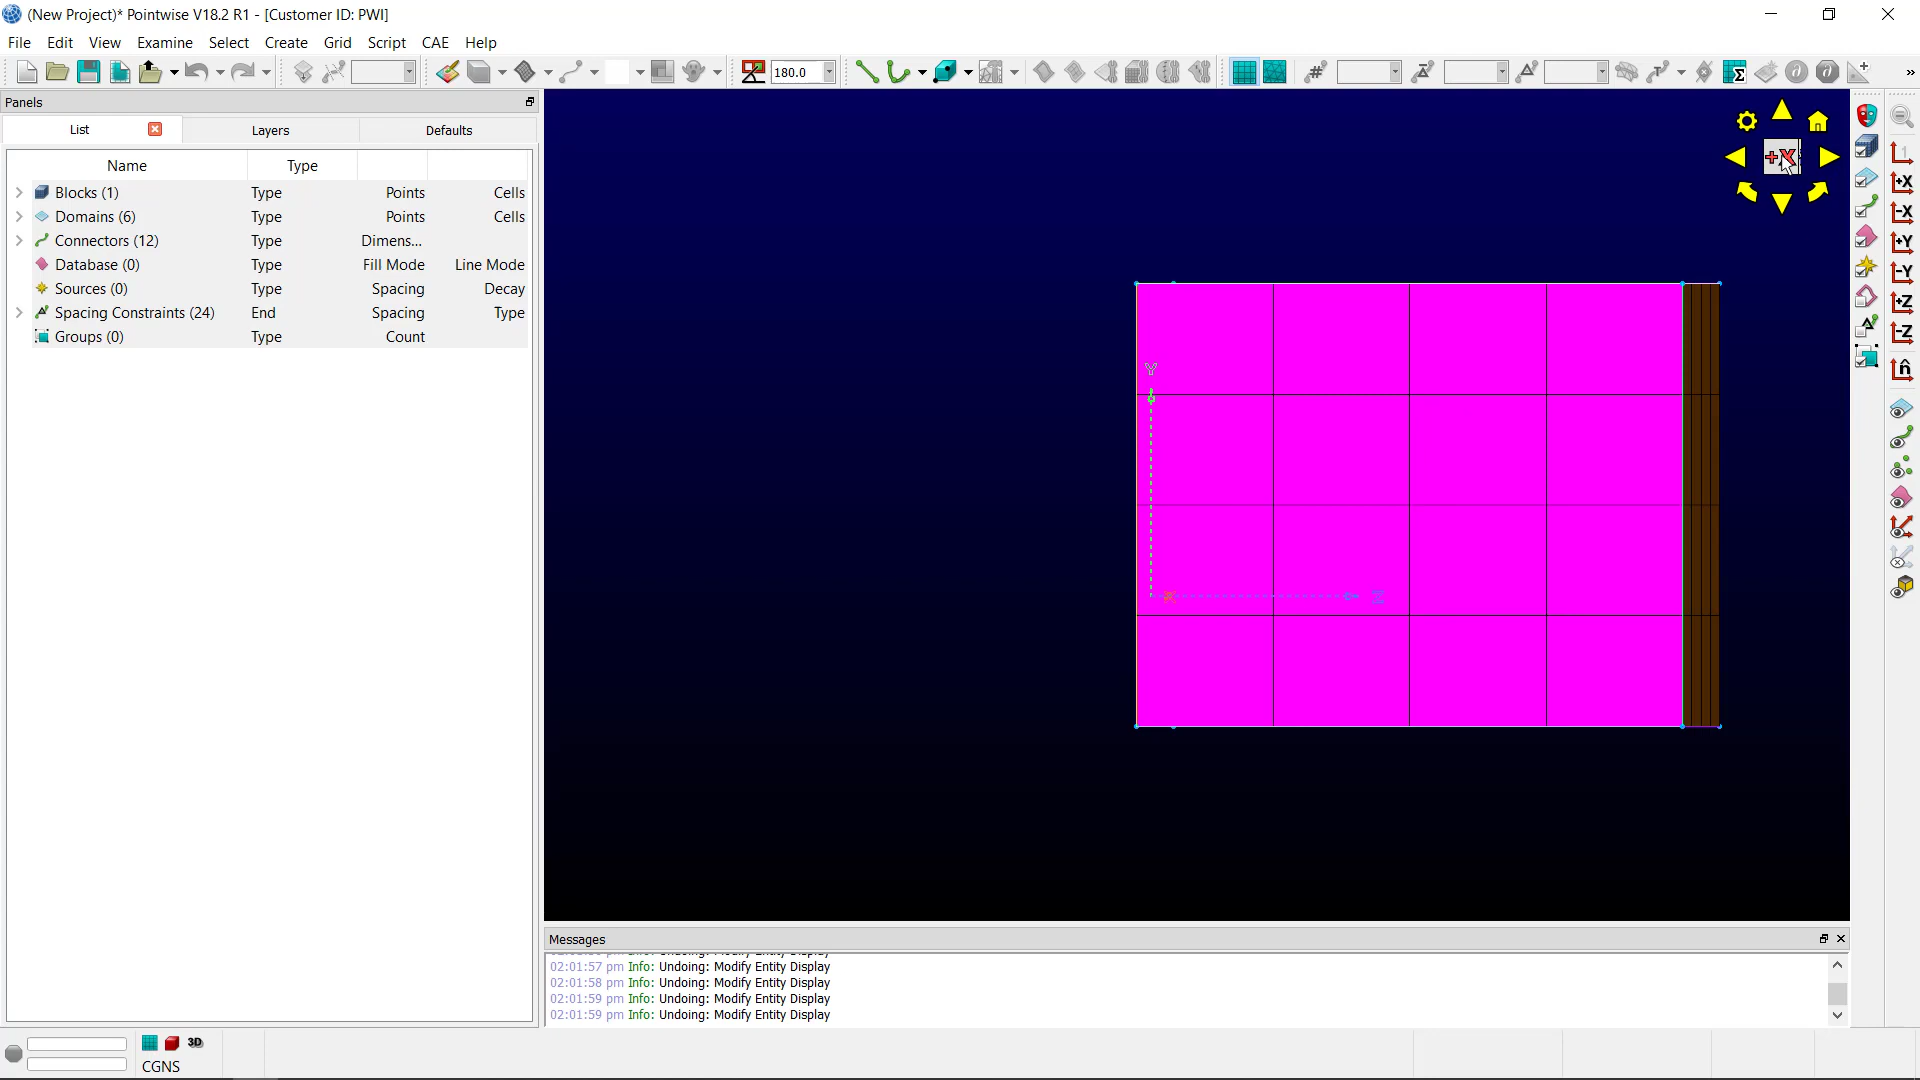 (New Project)* Pointwise V18.2 R1 - [Customer ID: PWI]
File Edit View Examine Select Create Grid Script CAE Help
180.0
Panels
List Layers Defaults
Name Type
Blocks (1) Type Points Cells
Domains (6) Type Points Cells
Connectors (12) Type Dimens...
Database (0) Type Fill Mode Line Mode
Sources (0) Type Spacing Decay
Spacing Constraints (24) End Spacing Type
Groups (0) Type Count
+X
Y
Z
+X
-X
+Y
-Y
+Z
-Z
n̂
Messages
02:01:57 pm Info: Undoing: Modify Entity Display
02:01:58 pm Info: Undoing: Modify Entity Display
02:01:59 pm Info: Undoing: Modify Entity Display
02:01:59 pm Info: Undoing: Modify Entity Display
3D
CGNS